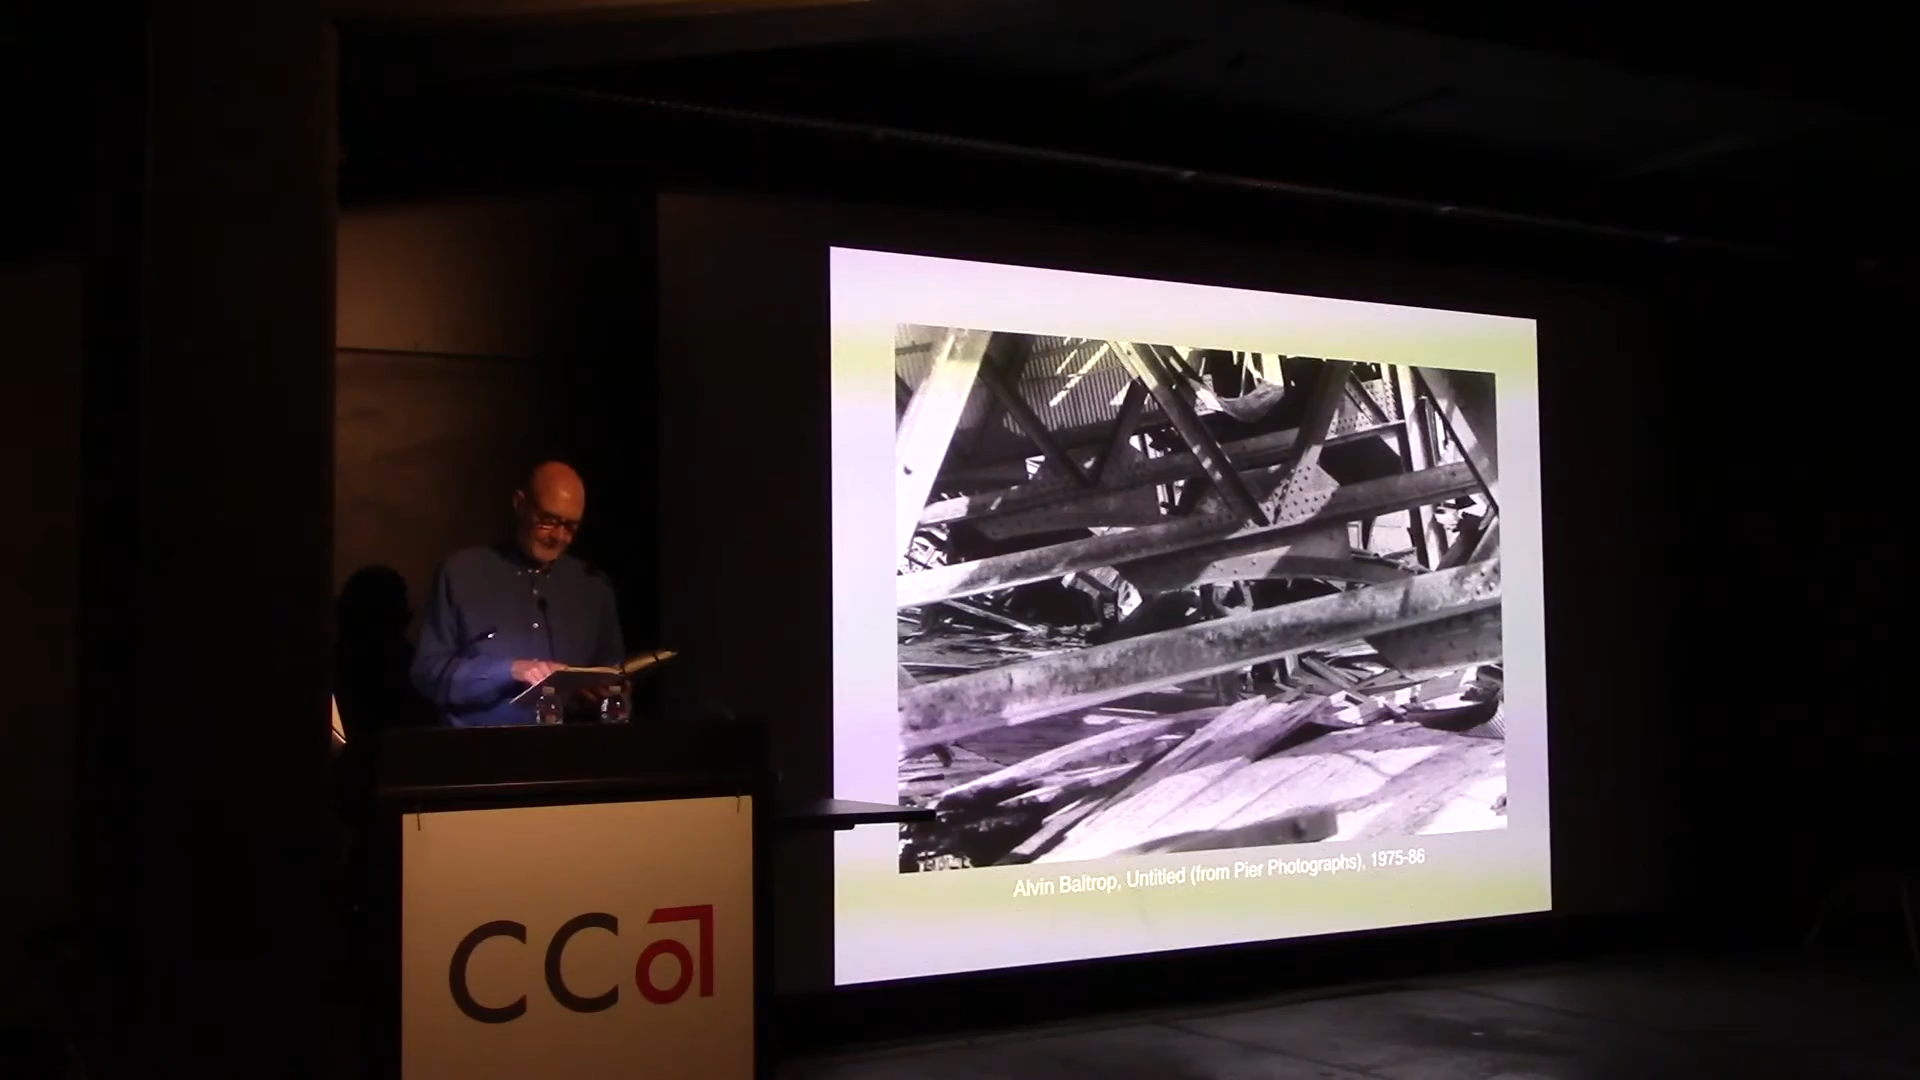 Alvin Baltrop, Untitled (from Pier Photographs), 1975-86
CCa